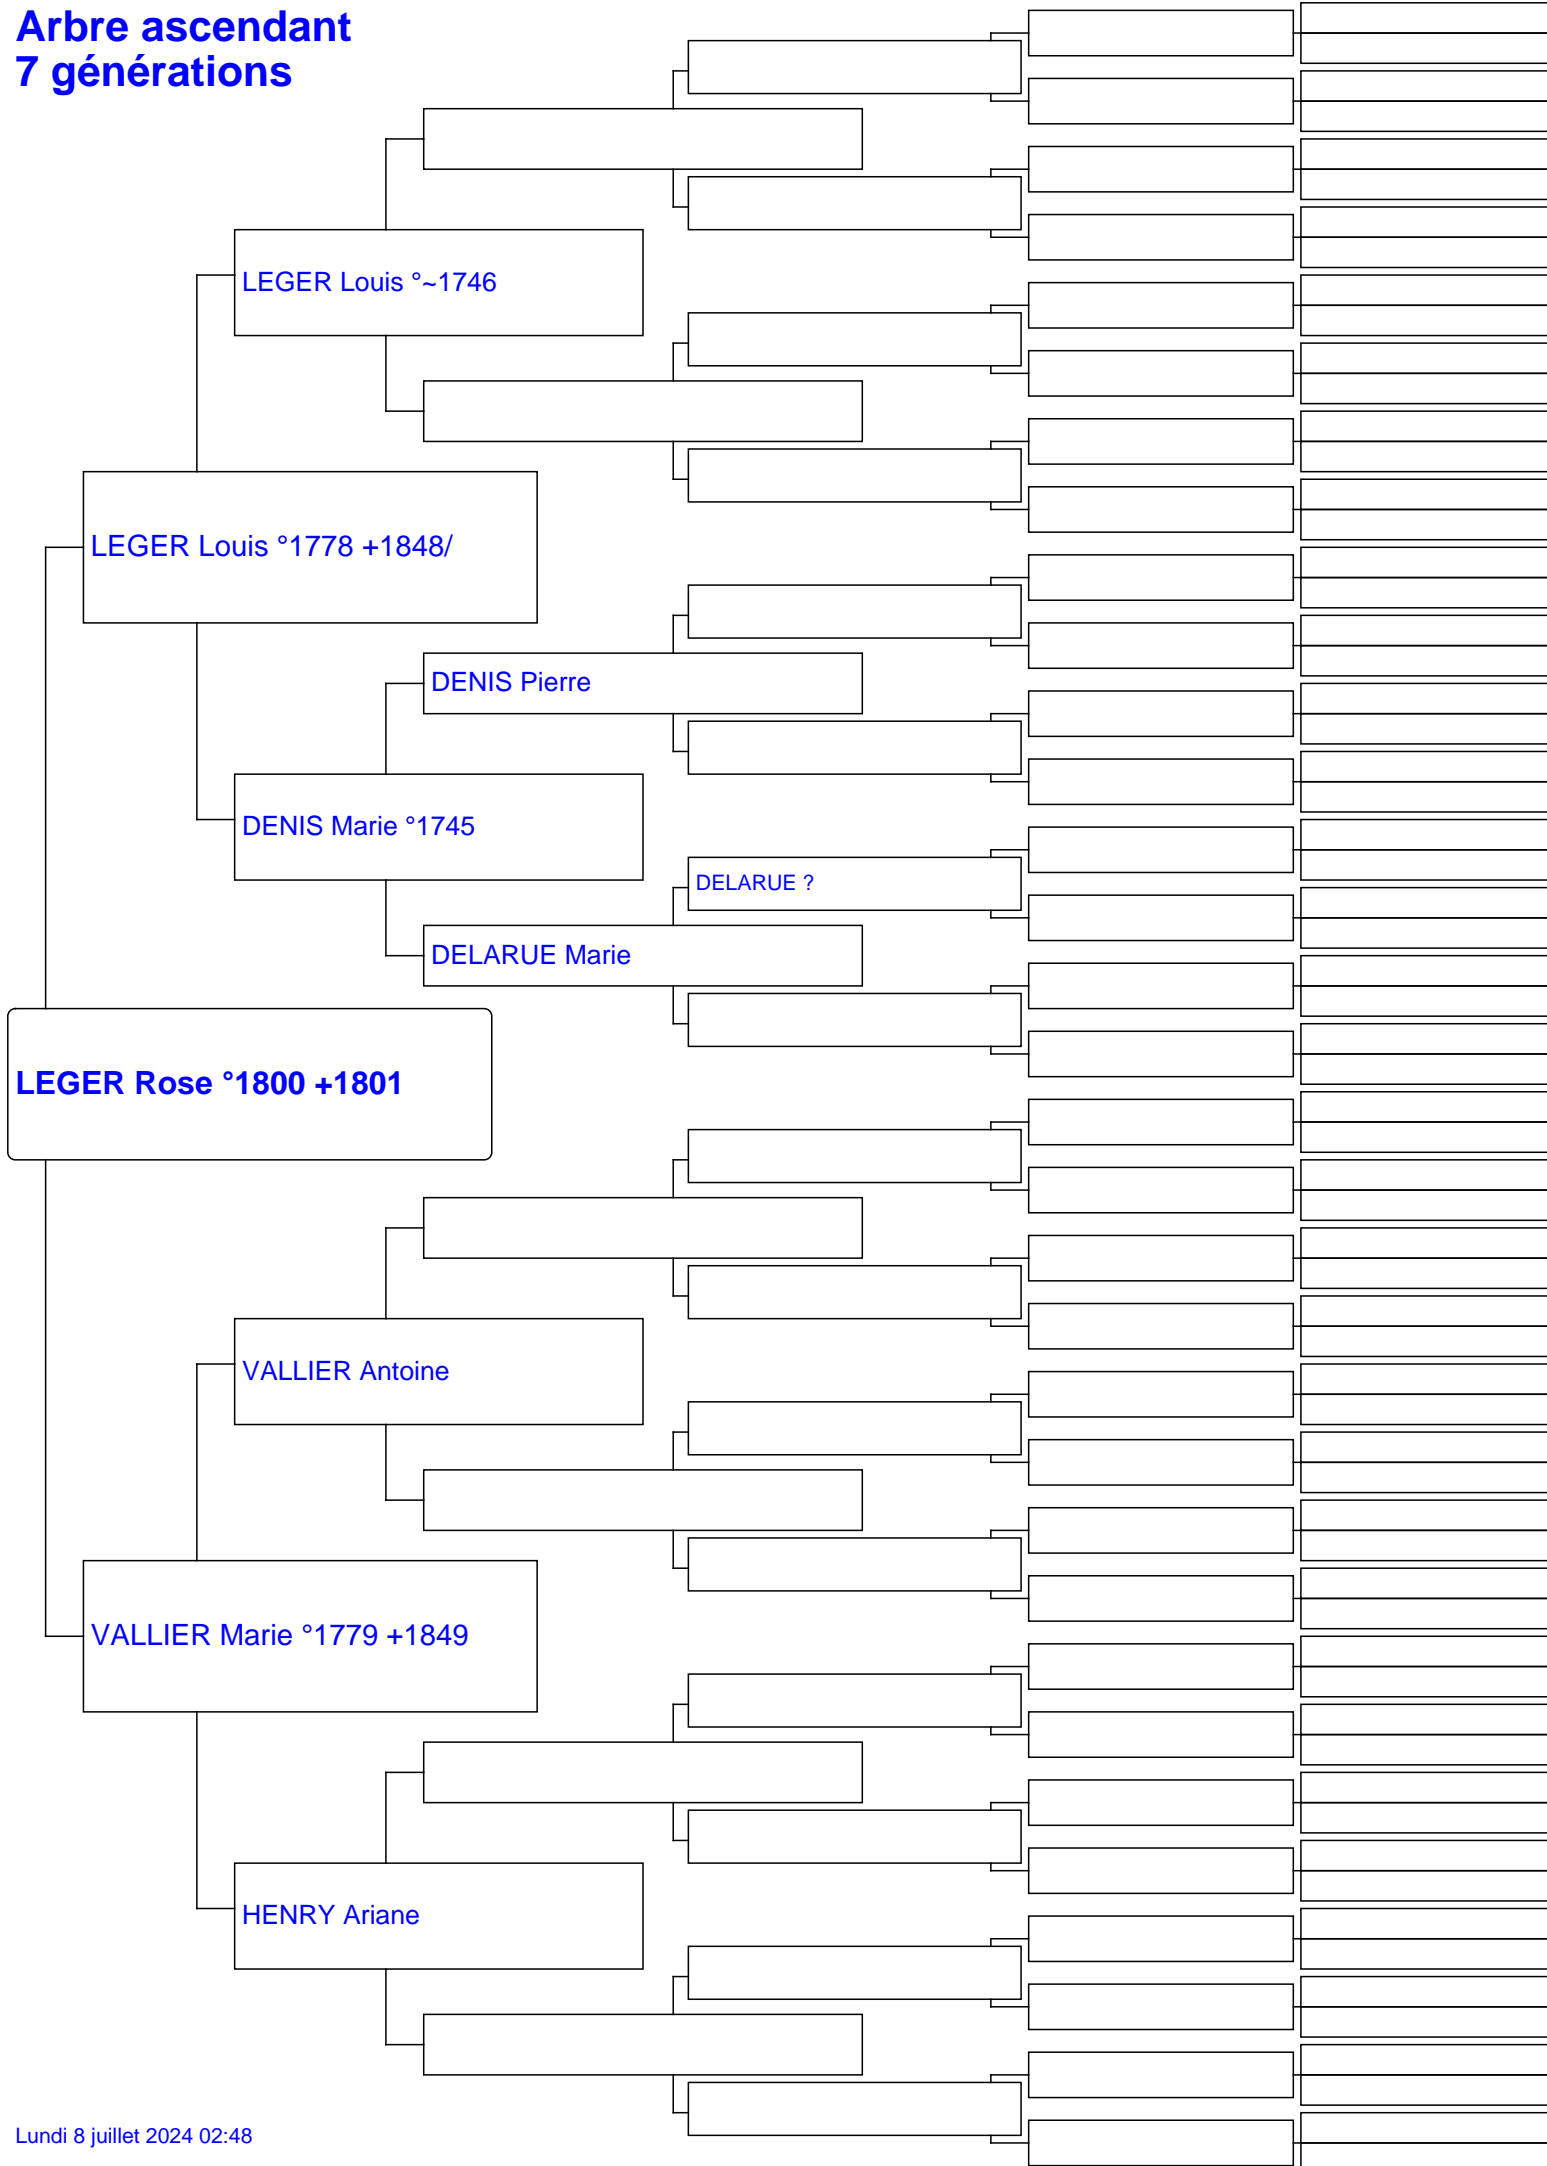 Arbre ascendant
7 générations
LEGER Louis °~1746
LEGER Louis °1778 +1848/
DENIS Pierre
DENIS Marie °1745
DELARUE ?
DELARUE Marie
LEGER Rose °1800 +1801
VALLIER Antoine
VALLIER Marie °1779 +1849
HENRY Ariane
Lundi 8 juillet 2024 02:48